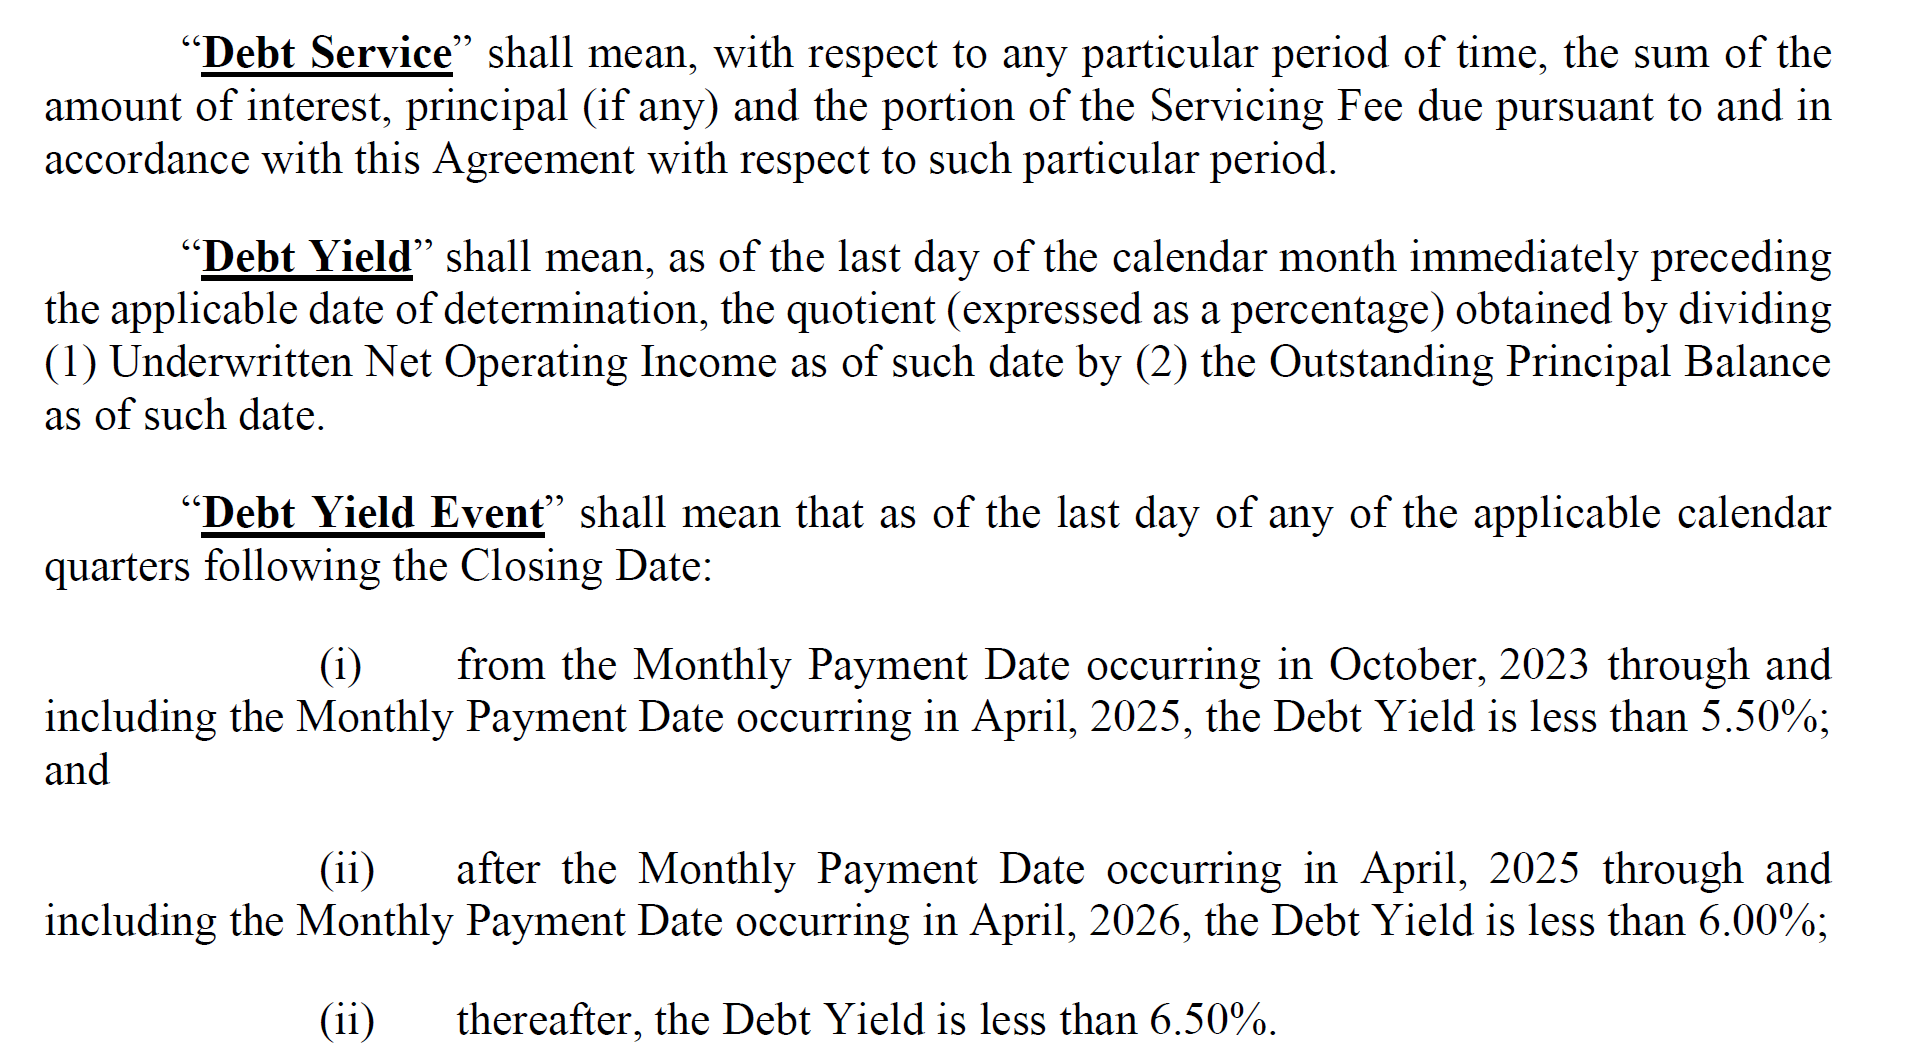 “Debt Service” shall mean, with respect to any particular period of time, the sum of the
amount of interest, principal (if any) and the portion of the Servicing Fee due pursuant to and in
accordance with this Agreement with respect to such particular period.
“Debt Yield” shall mean, as of the last day of the calendar month immediately preceding
the applicable date of determination, the quotient (expressed as a percentage) obtained by dividing
(1) Underwritten Net Operating Income as of such date by (2) the Outstanding Principal Balance
as of such date.
“Debt Yield Event” shall mean that as of the last day of any of the applicable calendar
quarters following the Closing Date:
(i) from the Monthly Payment Date occurring in October, 2023 through and
including the Monthly Payment Date occurring in April, 2025, the Debt Yield is less than 5.50%;
and
(ii) after the Monthly Payment Date occurring in April, 2025 through and
including the Monthly Payment Date occurring in April, 2026, the Debt Yield is less than 6.00%;
(ii) thereafter, the Debt Yield is less than 6.50%.